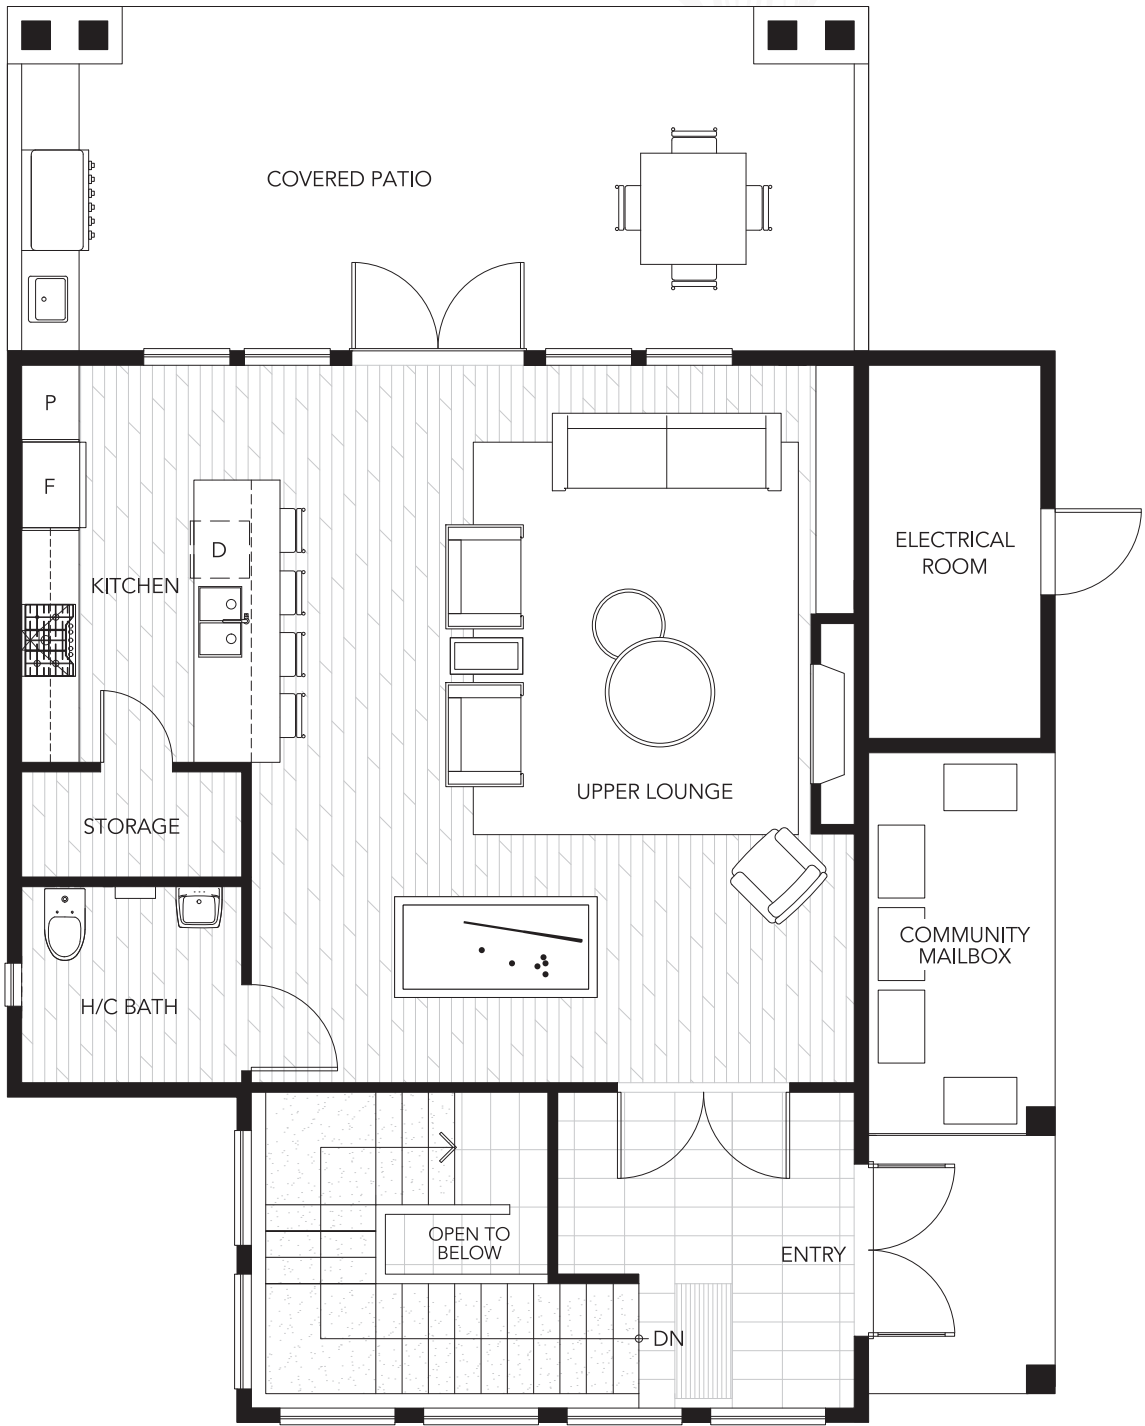 COVERED PATIO
P
F
D
KITCHEN
ELECTRICAL
ROOM
UPPER LOUNGE
STORAGE
COMMUNITY
MAILBOX
H/C BATH
OPEN TO
BELOW
ENTRY
DN